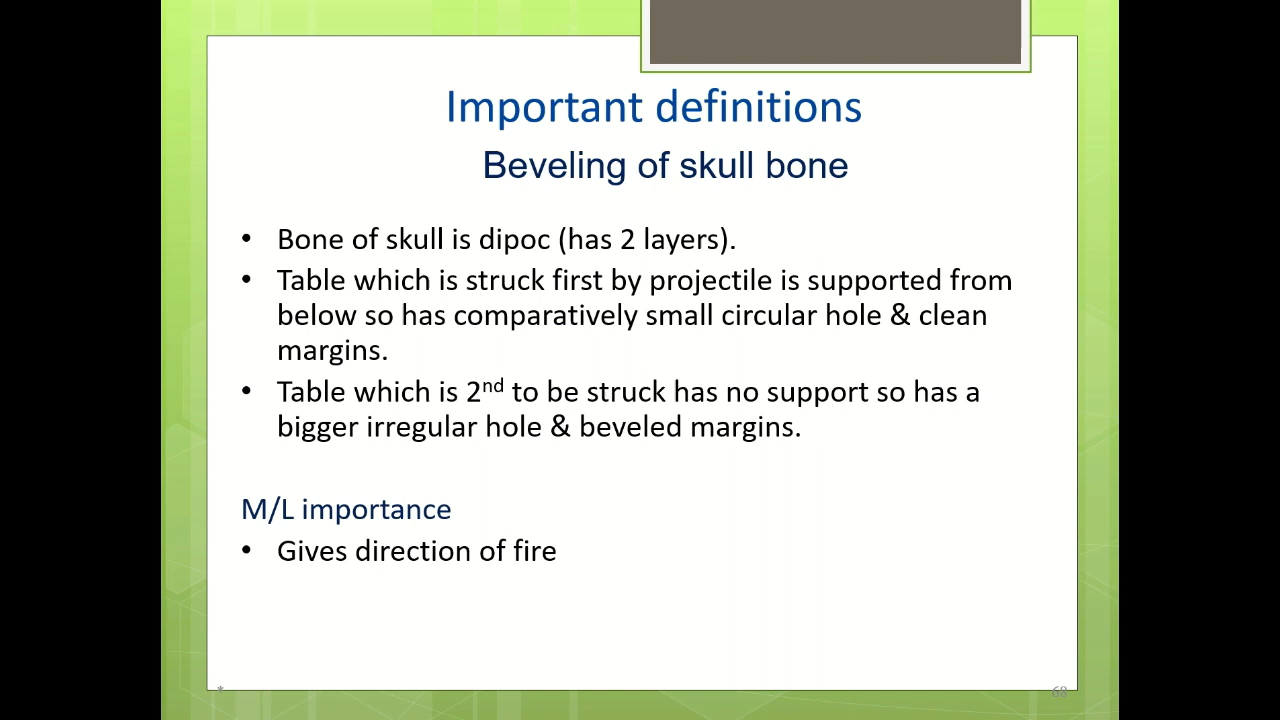 Important definitions
Beveling of skull bone
• Bone of skull is dipoc (has 2 layers).
• Table which is struck first by projectile is supported from
below so has comparatively small circular hole & clean
margins.
• Table which is 2nd to be struck has no support so has a
bigger irregular hole & beveled margins.
M/L importance
• Gives direction of fire
*
68